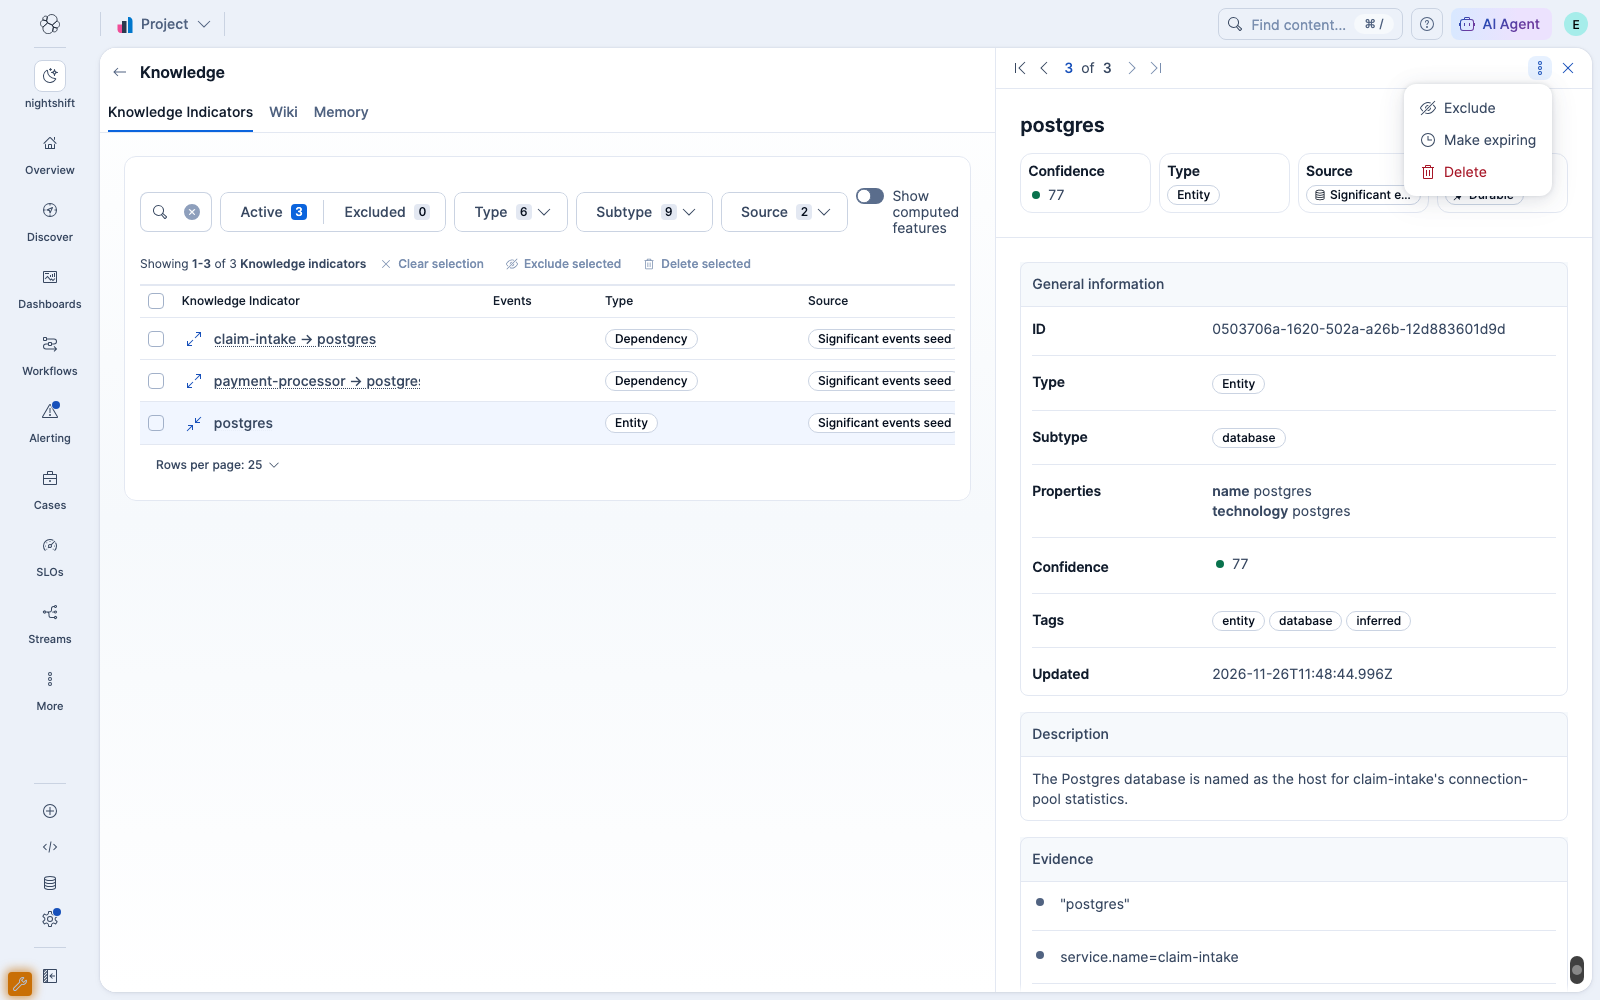 Project
Find content...
⌘ /
AI Agent
E
nightshift
Overview
Discover
Dashboards
Workflows
Alerting
Cases
SLOs
Streams
More
Knowledge
Knowledge Indicators
Wiki
Memory
Active 3
Excluded 0
Type 6
Subtype 9
Source 2
Show computed features
Showing 1-3 of 3 Knowledge indicators
Clear selection
Exclude selected
Delete selected
Knowledge Indicator
Events
Type
Source
claim-intake → postgres
Dependency
Significant events seed
payment-processor → postgres
Dependency
Significant events seed
postgres
Entity
Significant events seed
Rows per page: 25
3 of 3
Exclude
Make expiring
Delete
postgres
Confidence
77
Type
Entity
Source
Significant e...
Durable
General information
ID
0503706a-1620-502a-a26b-12d883601d9d
Type
Entity
Subtype
database
Properties
name postgres
technology postgres
Confidence
77
Tags
entity
database
inferred
Updated
2026-11-26T11:48:44.996Z
Description
The Postgres database is named as the host for claim-intake's connection-
pool statistics.
Evidence
"postgres"
service.name=claim-intake